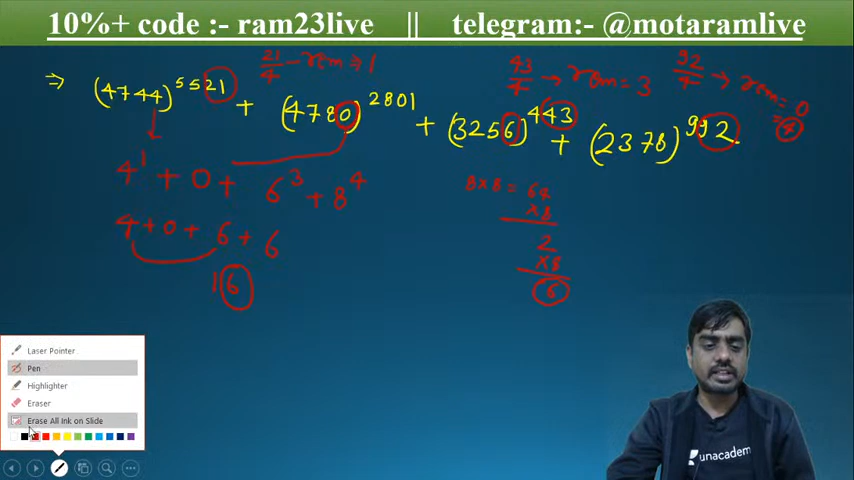 10%+ code :- ram23live || telegram:- @motaramlive
21/4 - rem ⇒ 1
43/4 → rem = 3
92/4 → rem = 0
= 4
⇒ (4744)^5521 + (4780)^2801 + (3256)^443 + (2378)^992.
4^1 + 0 + 6^3 + 8^4
8×8 = 64
×8
2
×8
6
4 + 0 + 6 + 6
16
Laser Pointer
Pen
Highlighter
Eraser
Erase All Ink on Slide
unacademy